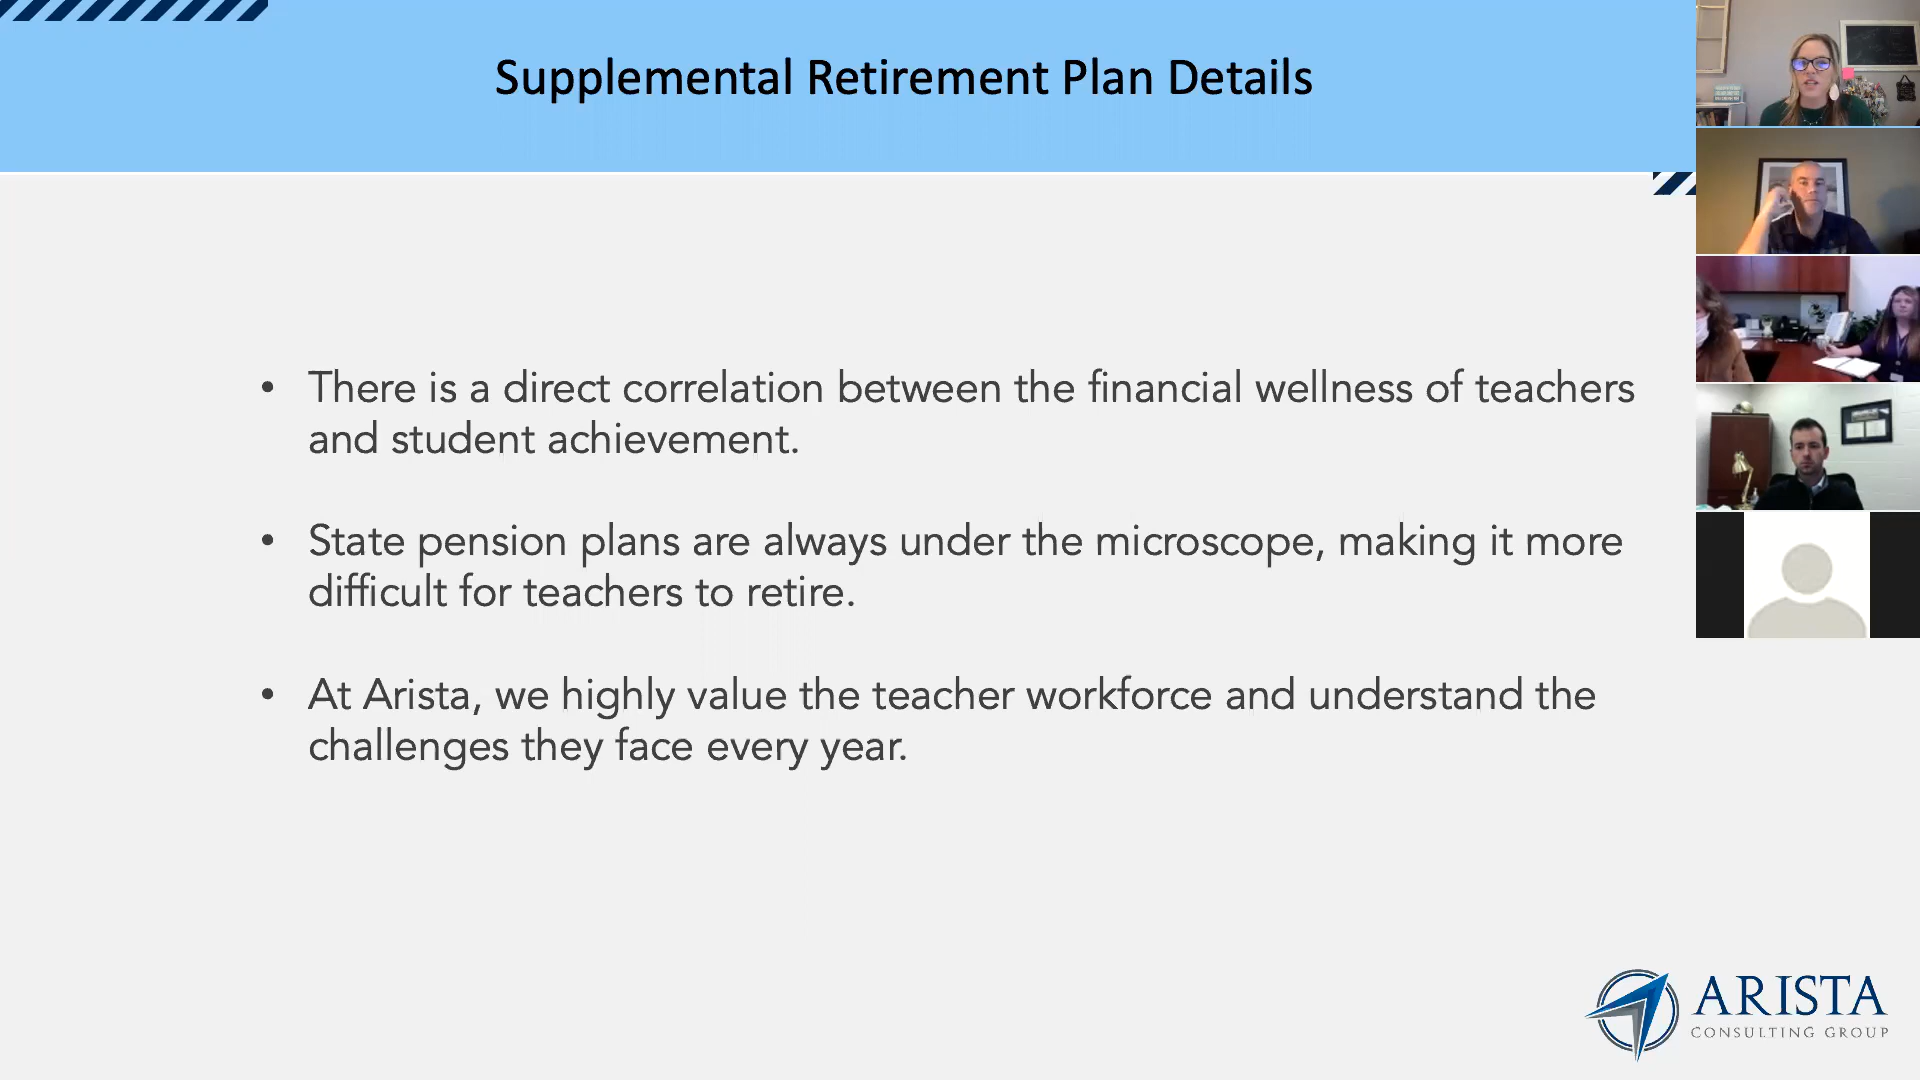 Supplemental Retirement Plan Details
• There is a direct correlation between the financial wellness of teachers
and student achievement.
• State pension plans are always under the microscope, making it more
difficult for teachers to retire.
• At Arista, we highly value the teacher workforce and understand the
challenges they face every year.
ARISTA
CONSULTING GROUP